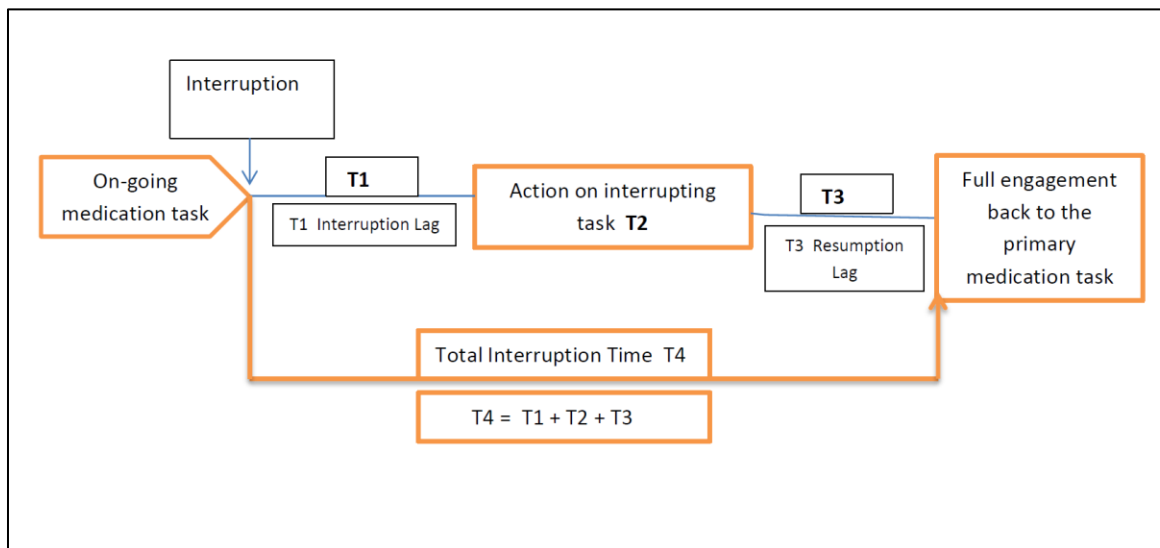 Interruption
On-going
medication task
T1
T1 Interruption Lag
Action on interrupting
task T2
T3
T3 Resumption
Lag
Full engagement
back to the
primary
medication task
Total Interruption Time T4
T4 = T1 + T2 + T3